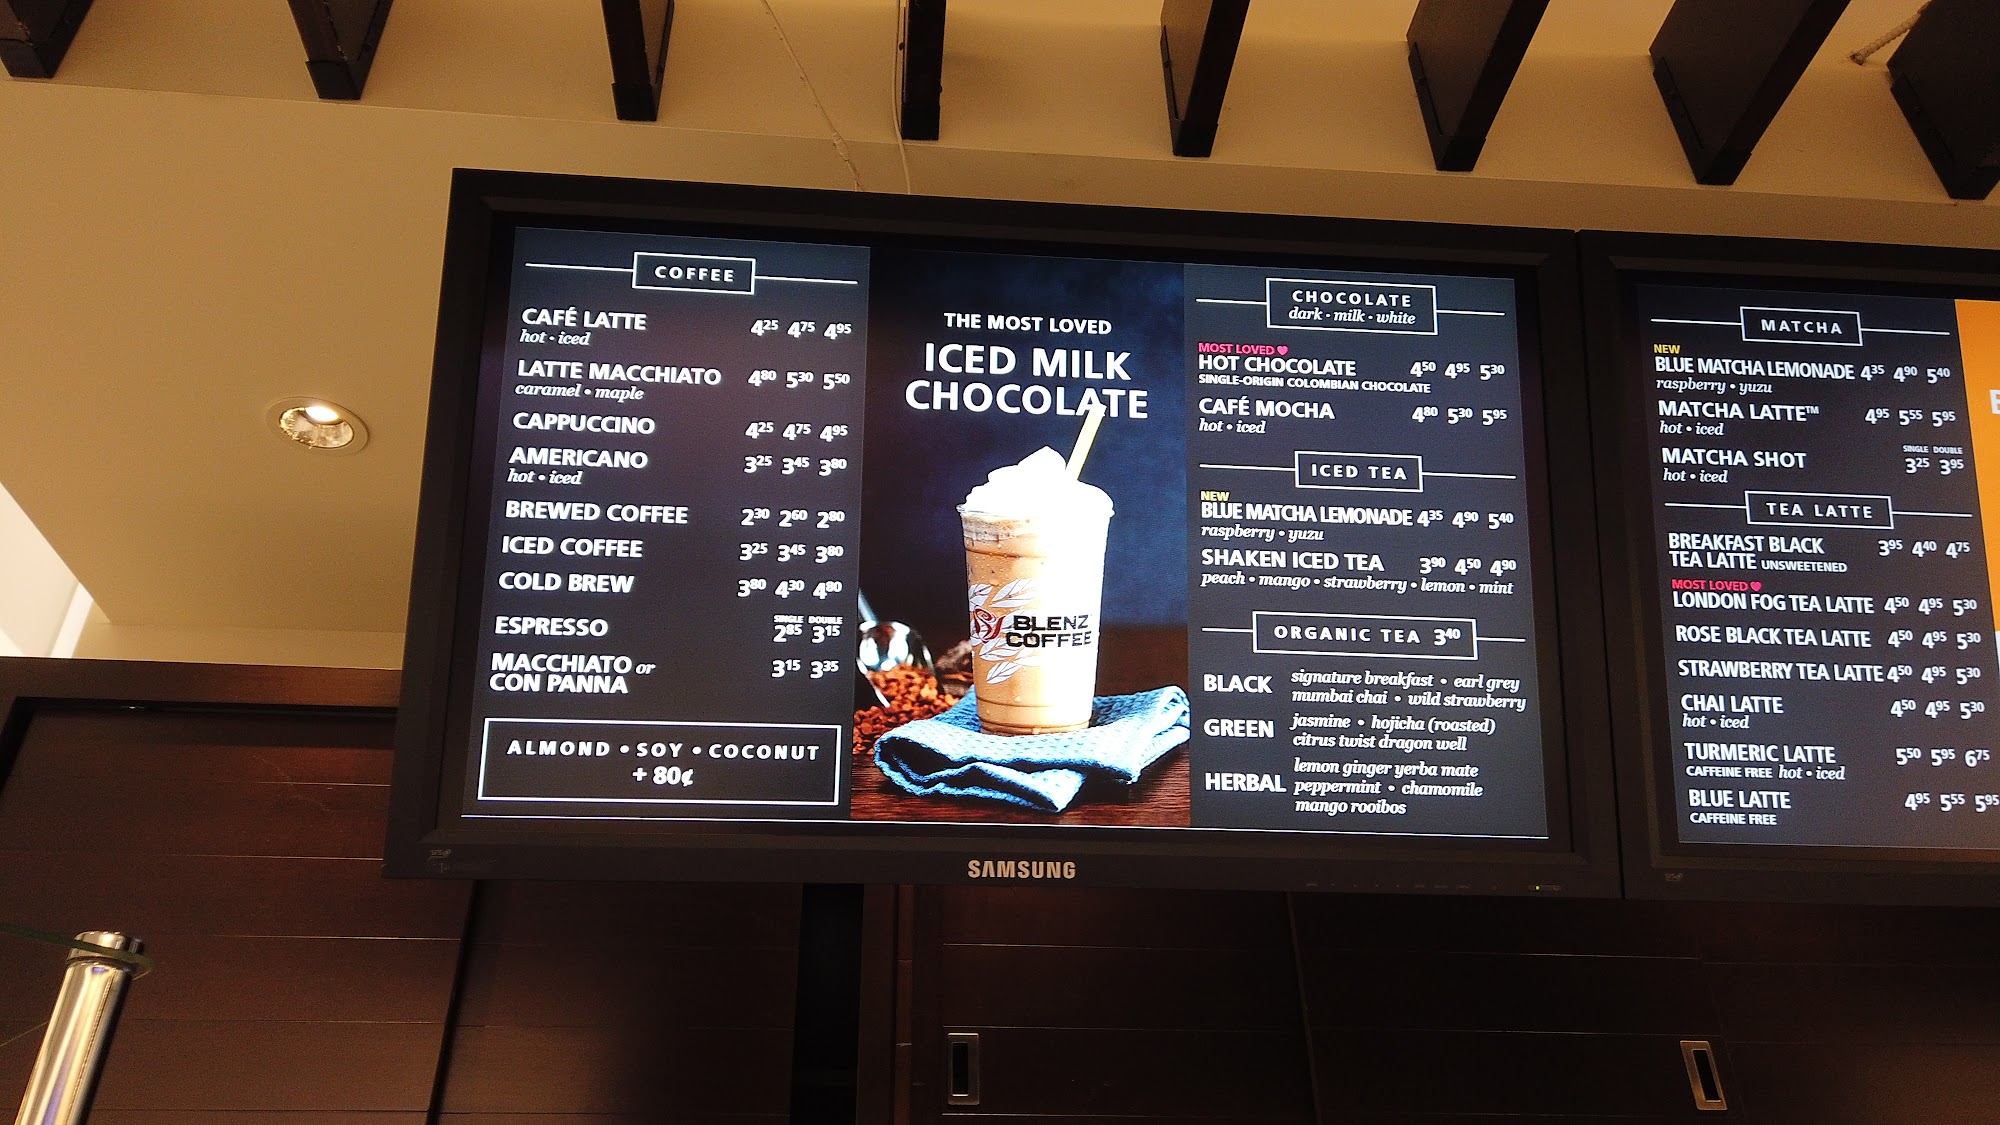 COFFEE
CAFÉ LATTE 4²⁵ 4⁷⁵ 4⁹⁵
hot • iced
LATTE MACCHIATO 4⁸⁰ 5³⁰ 5⁵⁰
caramel • maple
CAPPUCCINO 4²⁵ 4⁷⁵ 4⁹⁵
AMERICANO 3²⁵ 3⁴⁵ 3⁸⁰
hot • iced
BREWED COFFEE 2³⁰ 2⁶⁰ 2⁸⁰
ICED COFFEE 3²⁵ 3⁴⁵ 3⁸⁰
COLD BREW 3⁸⁰ 4³⁰ 4⁸⁰
SINGLE DOUBLE
ESPRESSO 2⁸⁵ 3¹⁵
MACCHIATO or 3¹⁵ 3³⁵
CON PANNA
ALMOND • SOY • COCONUT
+ 80¢
THE MOST LOVED
ICED MILK
CHOCOLATE
BLENZ
COFFEE
CHOCOLATE
dark • milk • white
MOST LOVED
HOT CHOCOLATE 4⁵⁰ 4⁹⁵ 5³⁰
SINGLE-ORIGIN COLOMBIAN CHOCOLATE
CAFÉ MOCHA 4⁸⁰ 5³⁰ 5⁹⁵
hot • iced
ICED TEA
NEW
BLUE MATCHA LEMONADE 4³⁵ 4⁹⁰ 5⁴⁰
raspberry • yuzu
SHAKEN ICED TEA 3⁹⁰ 4⁵⁰ 4⁹⁰
peach • mango • strawberry • lemon • mint
ORGANIC TEA 3⁴⁰
BLACK signature breakfast • earl grey
mumbai chai • wild strawberry
GREEN jasmine • hojicha (roasted)
citrus twist dragon well
HERBAL lemon ginger yerba mate
peppermint • chamomile
mango rooibos
SAMSUNG
MATCHA
NEW
BLUE MATCHA LEMONADE 4³⁵ 4⁹⁰ 5⁴⁰
raspberry • yuzu
MATCHA LATTE™ 4⁹⁵ 5⁵⁵ 5⁹⁵
hot • iced
SINGLE DOUBLE
MATCHA SHOT 3²⁵ 3⁹⁵
hot • iced
TEA LATTE
BREAKFAST BLACK 3⁹⁵ 4⁴⁰ 4⁷⁵
TEA LATTE UNSWEETENED
MOST LOVED
LONDON FOG TEA LATTE 4⁵⁰ 4⁹⁵ 5³⁰
ROSE BLACK TEA LATTE 4⁵⁰ 4⁹⁵ 5³⁰
STRAWBERRY TEA LATTE 4⁵⁰ 4⁹⁵ 5³⁰
CHAI LATTE 4⁵⁰ 4⁹⁵ 5³⁰
hot • iced
TURMERIC LATTE 5⁵⁰ 5⁹⁵ 6⁷⁵
CAFFEINE FREE hot • iced
BLUE LATTE 4⁹⁵ 5⁵⁵ 5⁹⁵
CAFFEINE FREE